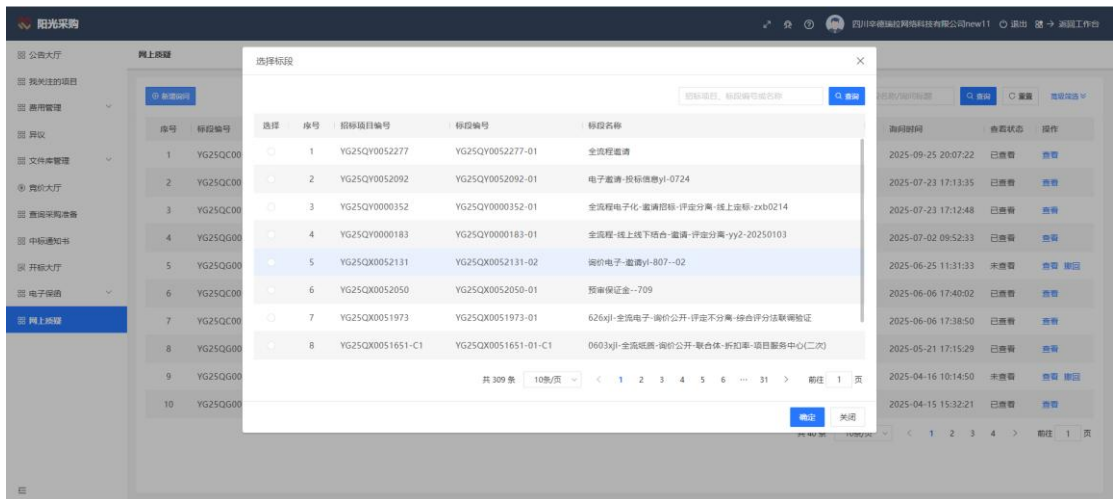 阳光采购
四川辛德瑞拉网络科技有限公司new11 退出 返回工作台
公告大厅
我关注的项目
费用管理
异议
文件库管理
竞价大厅
查询采购准备
中标通知书
开标大厅
电子保函
网上质疑
网上质疑
新增询问
查询 重置 高级筛选
序号 标段编号 询问时间 查看状态 操作
1 YG25QC00 2025-09-25 20:07:22 已查看 查看
2 YG25QC00 2025-07-23 17:13:35 已查看 查看
3 YG25QC00 2025-07-23 17:12:48 已查看 查看
4 YG25QG00 2025-07-02 09:52:33 已查看 查看
5 YG25QG00 2025-06-25 11:31:33 未查看 查看 撤回
6 YG25QC00 2025-06-06 17:40:02 已查看 查看
7 YG25QC00 2025-06-06 17:38:50 已查看 查看
8 YG25QG00 2025-05-21 17:15:29 已查看 查看
9 YG25QG00 2025-04-16 10:14:50 未查看 查看 撤回
10 YG25QG00 2025-04-15 15:32:21 已查看 查看
共 40 条 10条/页 1 2 3 4 前往 1 页
选择标段
招标项目、标段编号或名称 查询
选择 序号 招标项目编号 标段编号 标段名称
1 YG25QY0052277 YG25QY0052277-01 全流程邀请
2 YG25QY0052092 YG25QY0052092-01 电子邀请-投标信息yl-0724
3 YG25QY0000352 YG25QY0000352-01 全流程电子化-邀请招标-评定分离-线上定标-zxb0214
4 YG25QY0000183 YG25QY0000183-01 全流程-线上线下结合-邀请-评定分离-yy2-20250103
5 YG25QX0052131 YG25QX0052131-02 询价电子-邀请yl-807--02
6 YG25QX0052050 YG25QX0052050-01 预审保证金--709
7 YG25QX0051973 YG25QX0051973-01 626xjl-全流电子-询价公开-评定不分离-综合评分法联调验证
8 YG25QX0051651-C1 YG25QX0051651-01-C1 0603xjl-全流纸质-询价公开-联合体-折扣率-项目服务中心(二次)
共 309 条 10条/页 1 2 3 4 5 6 ··· 31 前往 1 页
确定 关闭